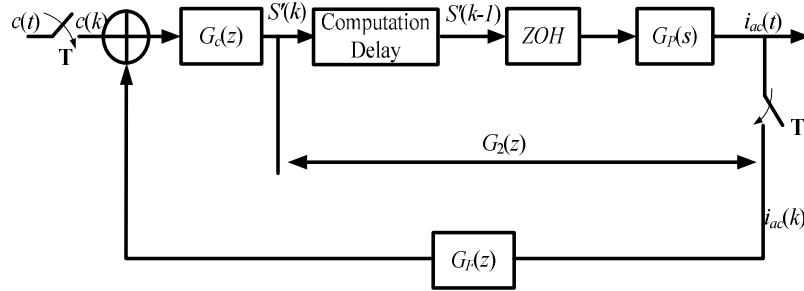 c(t)
T
c(k)
G_c(z)
S'(k)
Computation
Delay
S'(k-1)
ZOH
G_P(s)
i_ac(t)
T
G_2(z)
i_ac(k)
G_F(z)